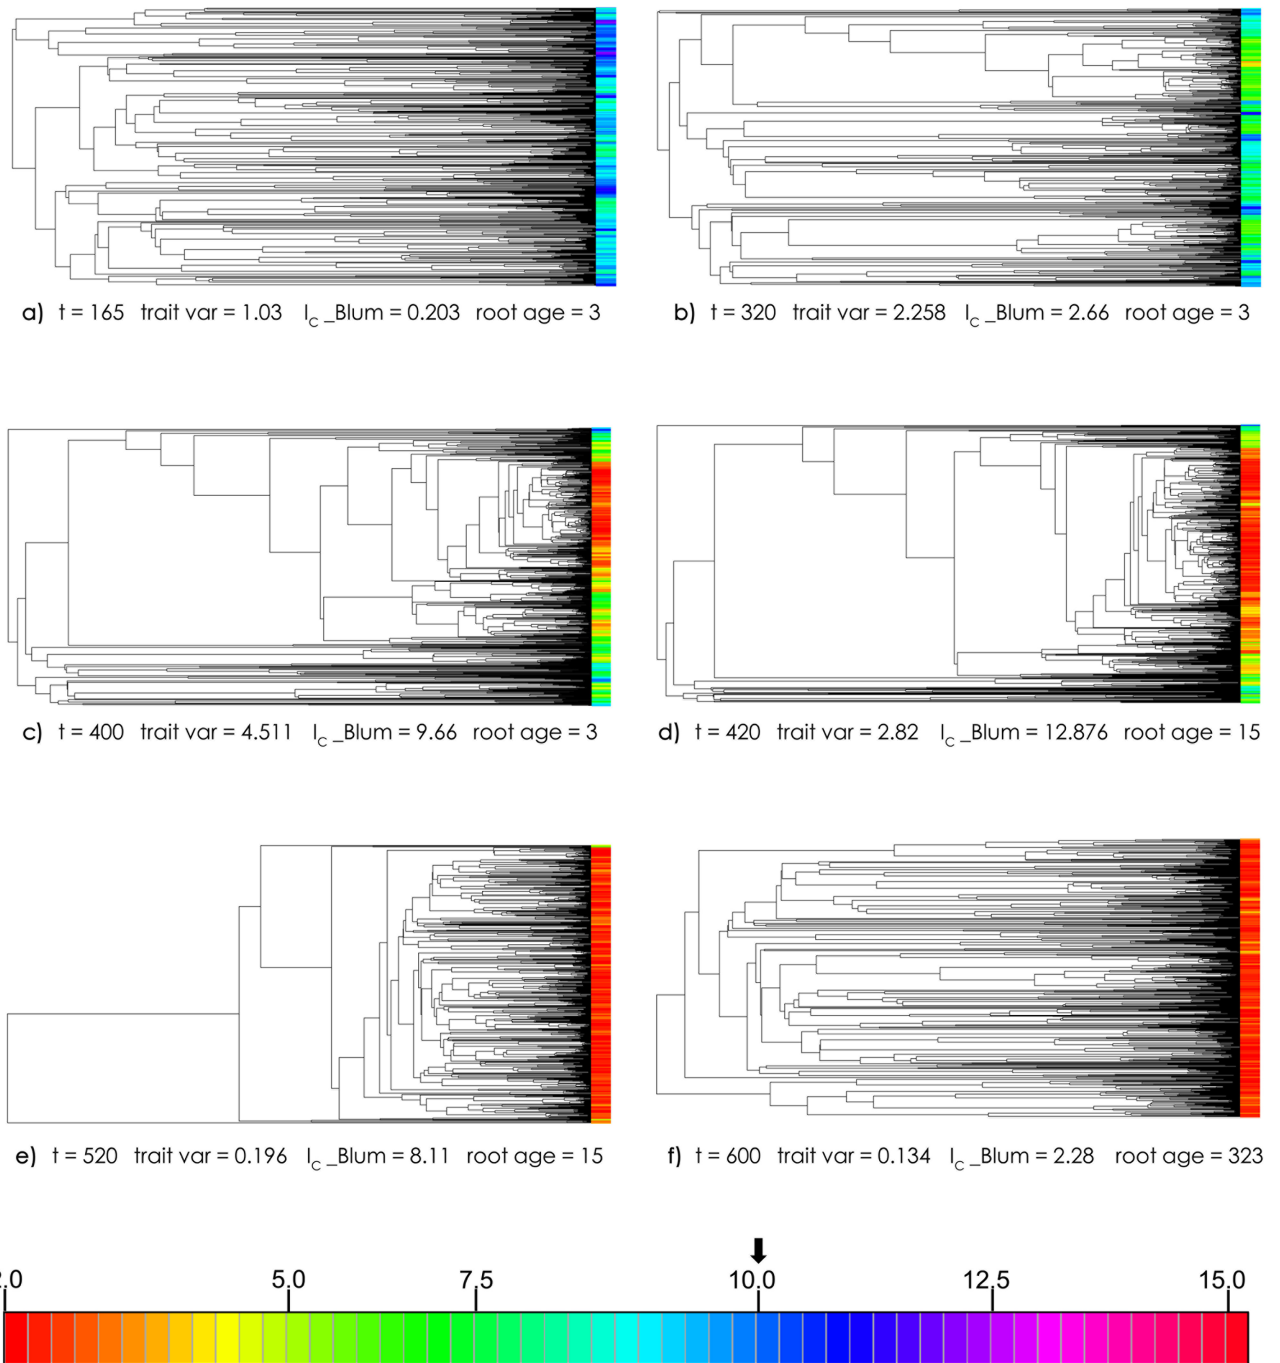 a) t = 165 trait var = 1.03 I_C_Blum = 0.203 root age = 3
b) t = 320 trait var = 2.258 I_C_Blum = 2.66 root age = 3
c) t = 400 trait var = 4.511 I_C_Blum = 9.66 root age = 3
d) t = 420 trait var = 2.82 I_C_Blum = 12.876 root age = 15
e) t = 520 trait var = 0.196 I_C_Blum = 8.11 root age = 15
f) t = 600 trait var = 0.134 I_C_Blum = 2.28 root age = 323
2.0 5.0 7.5 10.0 12.5 15.0